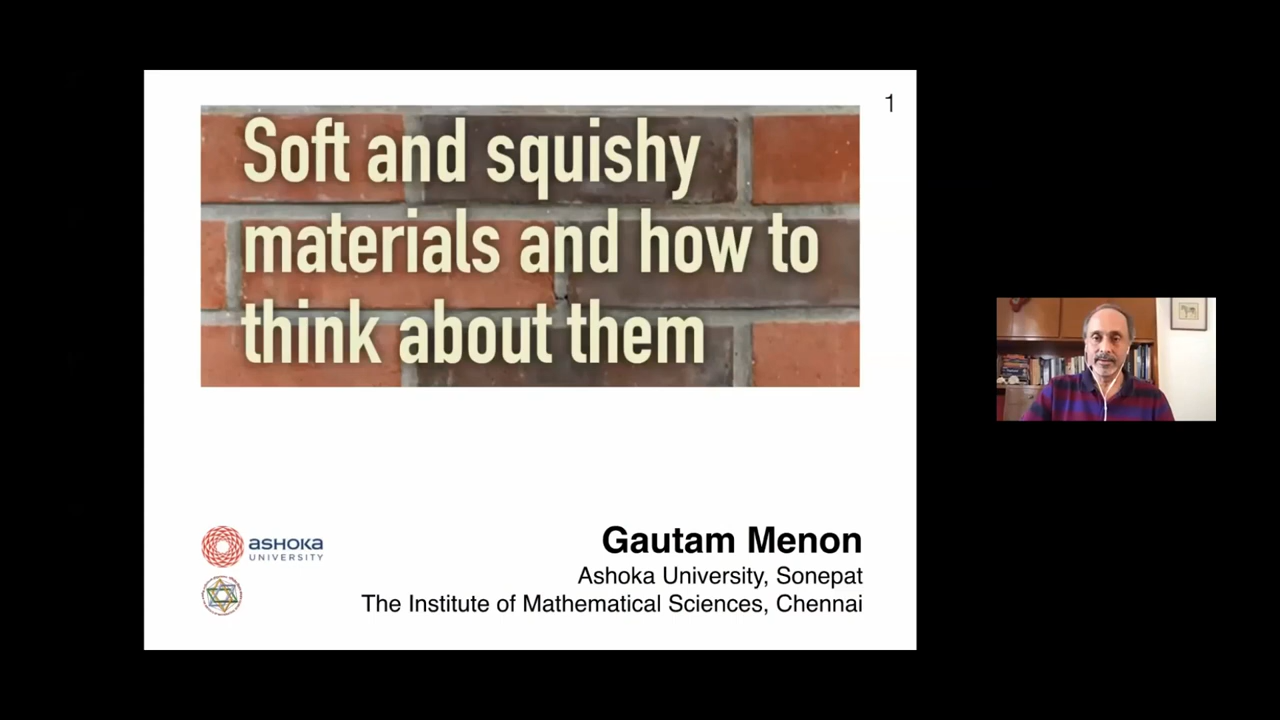 1
Soft and squishy
materials and how to
think about them
ASHOKA
UNIVERSITY
Gautam Menon
Ashoka University, Sonepat
The Institute of Mathematical Sciences, Chennai